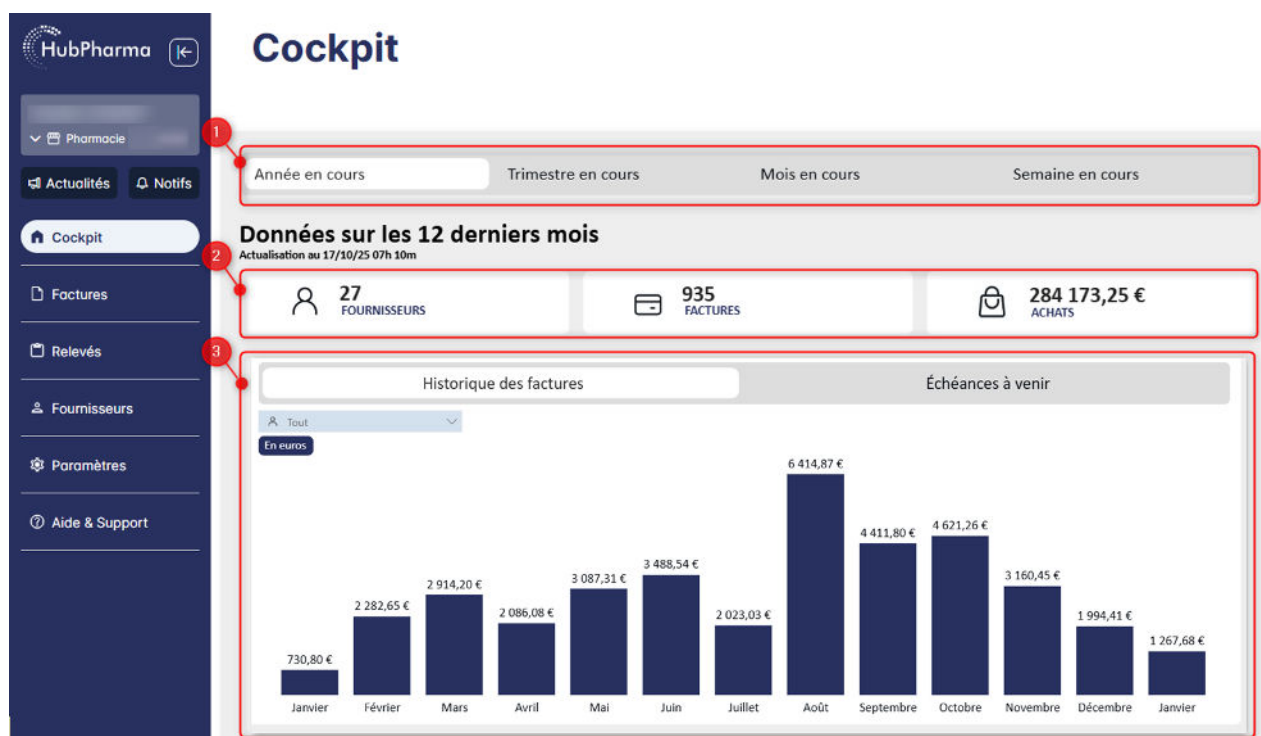 HubPharma
Cockpit
Pharmacie
1
Actualités
Notifs
Année en cours
Trimestre en cours
Mois en cours
Semaine en cours
Cockpit
Données sur les 12 derniers mois
2
Actualisation au 17/10/25 07h 10m
Factures
27
FOURNISSEURS
935
FACTURES
284 173,25 €
ACHATS
Relevés
3
Historique des factures
Échéances à venir
Fournisseurs
Tout
En euros
Paramètres
Aide & Support
730,80 €
2 282,65 €
2 914,20 €
2 086,08 €
3 087,31 €
3 488,54 €
2 023,03 €
6 414,87 €
4 411,80 €
4 621,26 €
3 160,45 €
1 994,41 €
1 267,68 €
Janvier
Février
Mars
Avril
Mai
Juin
Juillet
Août
Septembre
Octobre
Novembre
Décembre
Janvier